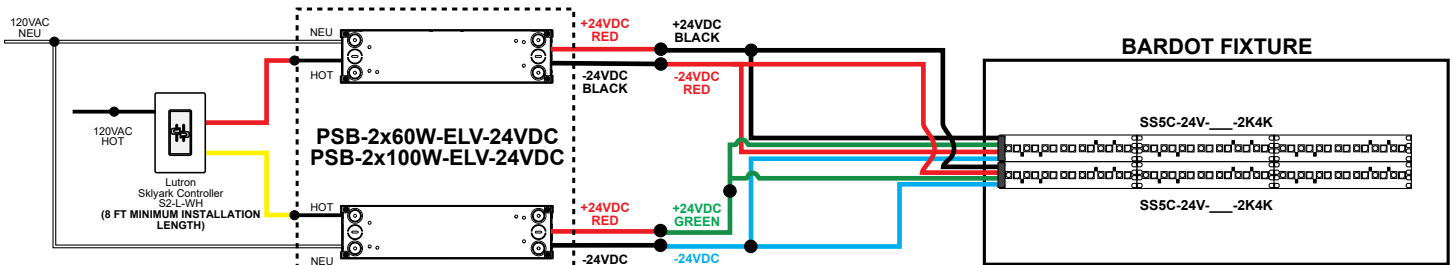 120VAC
NEU
120VAC
HOT
Lutron
Sklyark Controller
S2-L-WH
(8 FT MINIMUM INSTALLATION
LENGTH)
NEU
HOT
PSB-2x60W-ELV-24VDC
PSB-2x100W-ELV-24VDC
HOT
NEU
+24VDC
RED
-24VDC
BLACK
+24VDC
BLACK
-24VDC
RED
+24VDC
RED
-24VDC
+24VDC
GREEN
-24VDC
BARDOT FIXTURE
SS5C-24V-___-2K4K
SS5C-24V-___-2K4K